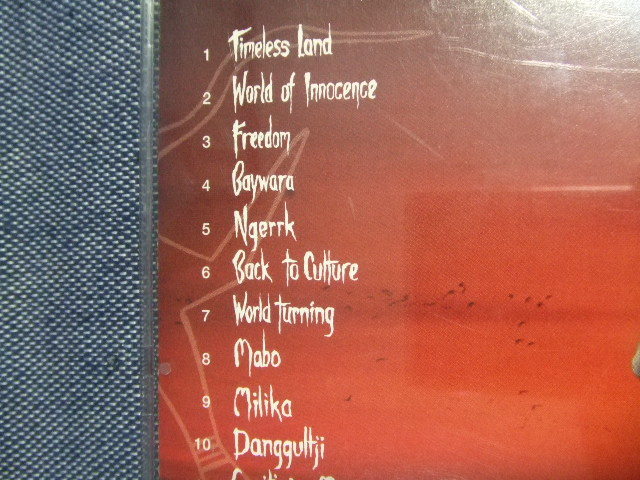 1 Timeless Land
2 World of Innocence
3 Freedom
4 Baywara
5 Ngerrk
6 Back to Culture
7 World Turning
8 Mabo
9 Milika
10 Danggultji